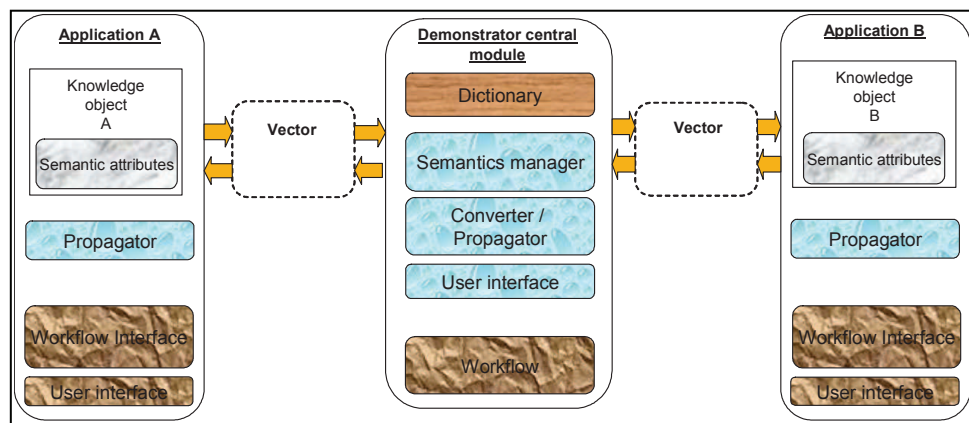 Application A
Knowledge
object
A
Semantic attributes
Propagator
Workflow Interface
User interface
Vector
Demonstrator central
module
Dictionary
Semantics manager
Converter /
Propagator
User interface
Workflow
Vector
Application B
Knowledge
object
B
Semantic attributes
Propagator
Workflow Interface
User interface